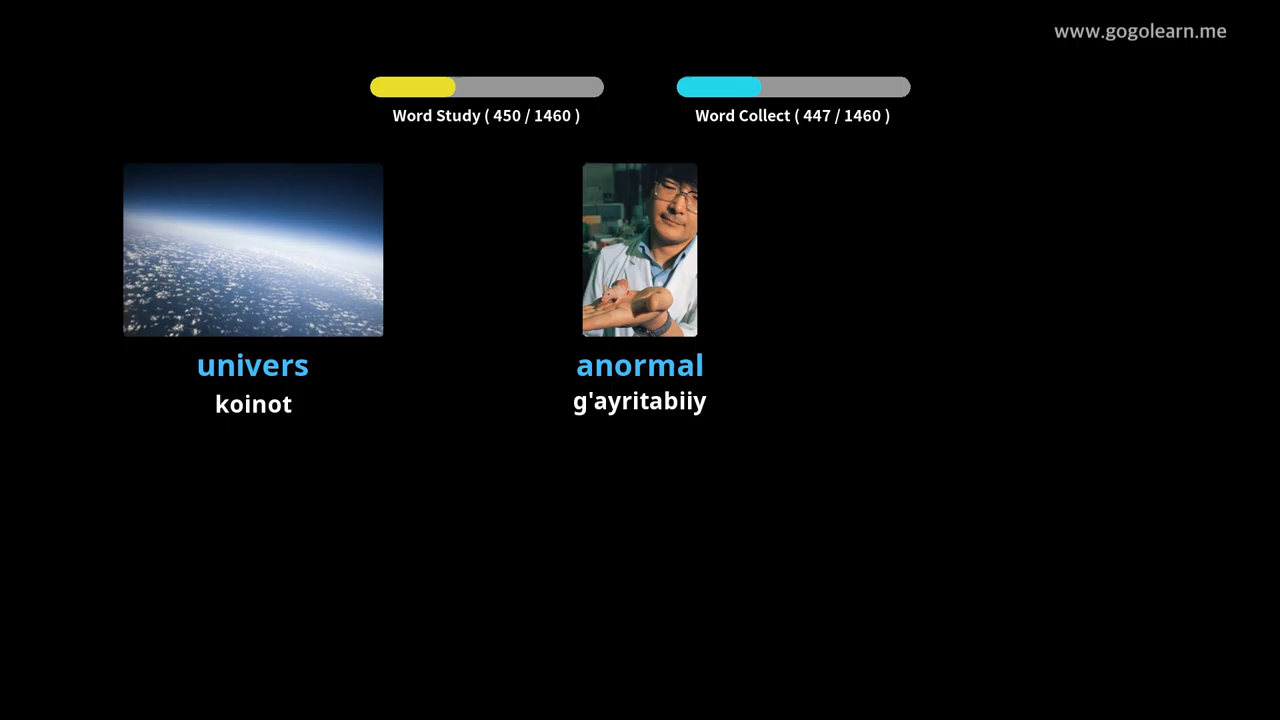 www.gogolearn.me
Word Study ( 450 / 1460 )
Word Collect ( 447 / 1460 )
univers
koinot
anormal
g'ayritabiiy